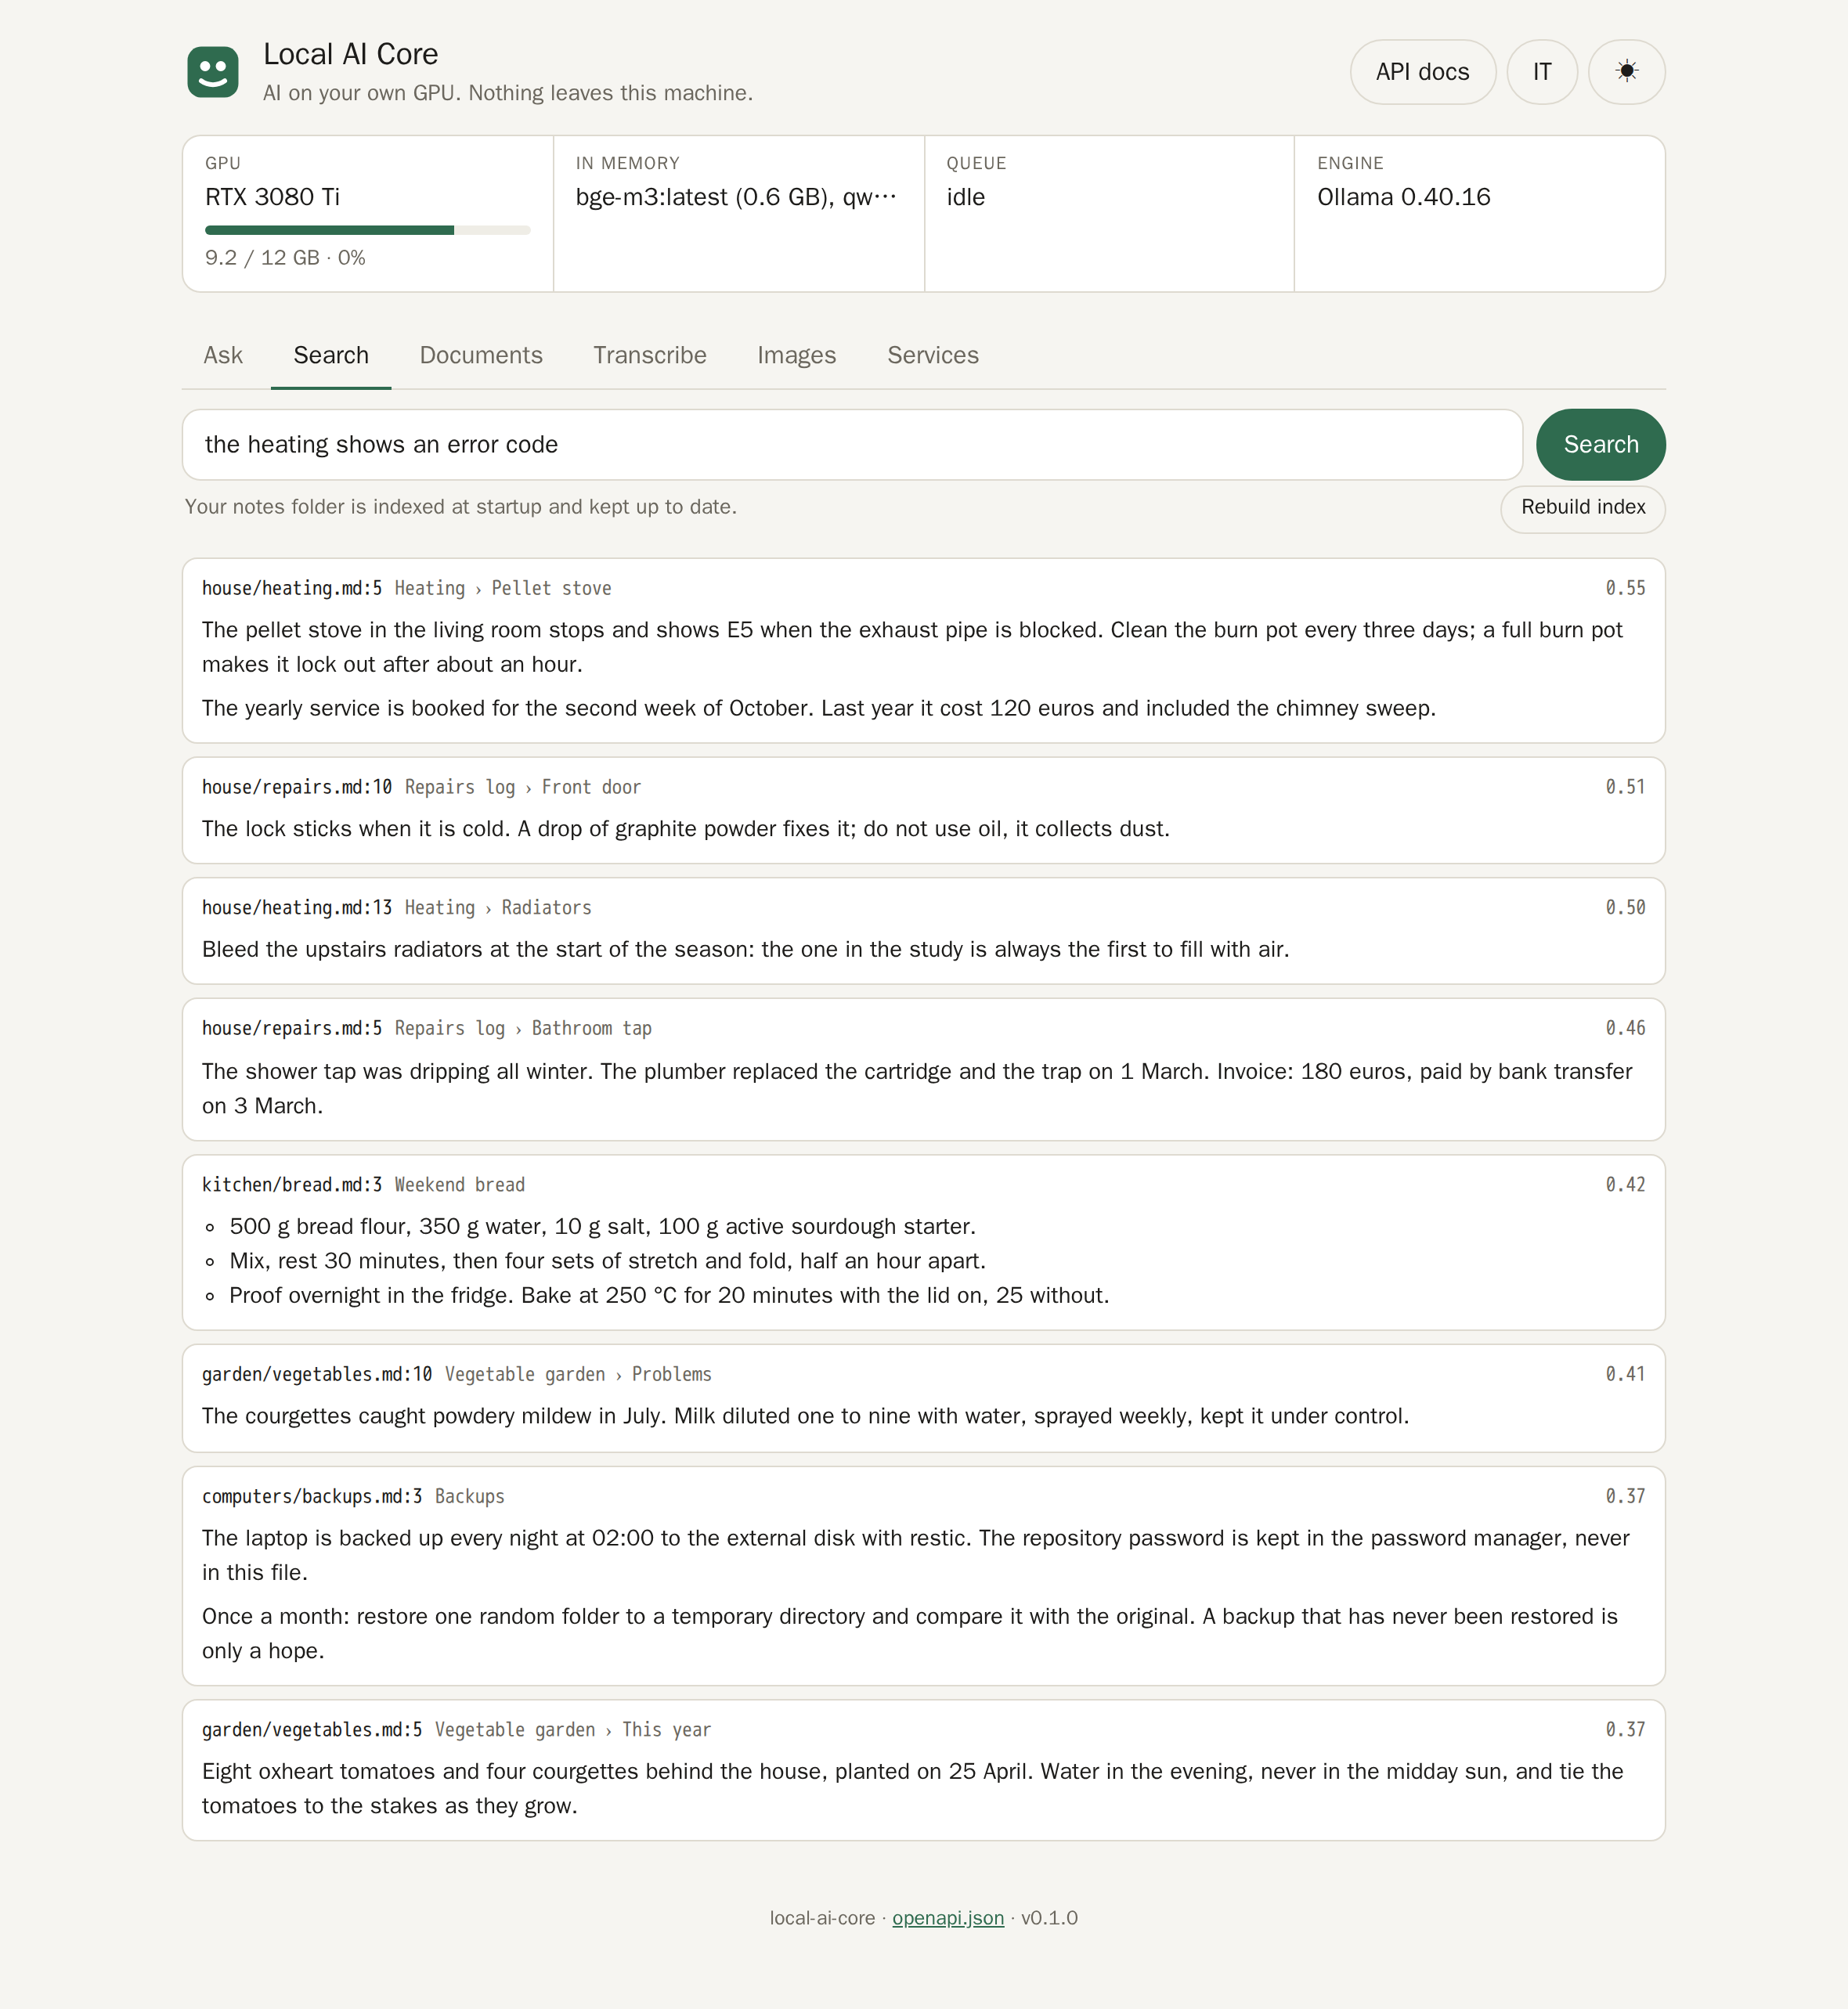 Local AI Core
AI on your own GPU. Nothing leaves this machine.
API docs
IT
GPU
RTX 3080 Ti
9.2 / 12 GB · 0%
IN MEMORY
bge-m3:latest (0.6 GB), qw···
QUEUE
idle
ENGINE
Ollama 0.40.16
Ask
Search
Documents
Transcribe
Images
Services
the heating shows an error code
Search
Your notes folder is indexed at startup and kept up to date.
Rebuild index
house/heating.md:5 Heating › Pellet stove 0.55
The pellet stove in the living room stops and shows E5 when the exhaust pipe is blocked. Clean the burn pot every three days; a full burn pot
makes it lock out after about an hour.
The yearly service is booked for the second week of October. Last year it cost 120 euros and included the chimney sweep.
house/repairs.md:10 Repairs log › Front door 0.51
The lock sticks when it is cold. A drop of graphite powder fixes it; do not use oil, it collects dust.
house/heating.md:13 Heating › Radiators 0.50
Bleed the upstairs radiators at the start of the season: the one in the study is always the first to fill with air.
house/repairs.md:5 Repairs log › Bathroom tap 0.46
The shower tap was dripping all winter. The plumber replaced the cartridge and the trap on 1 March. Invoice: 180 euros, paid by bank transfer
on 3 March.
kitchen/bread.md:3 Weekend bread 0.42
500 g bread flour, 350 g water, 10 g salt, 100 g active sourdough starter.
Mix, rest 30 minutes, then four sets of stretch and fold, half an hour apart.
Proof overnight in the fridge. Bake at 250 °C for 20 minutes with the lid on, 25 without.
garden/vegetables.md:10 Vegetable garden › Problems 0.41
The courgettes caught powdery mildew in July. Milk diluted one to nine with water, sprayed weekly, kept it under control.
computers/backups.md:3 Backups 0.37
The laptop is backed up every night at 02:00 to the external disk with restic. The repository password is kept in the password manager, never
in this file.
Once a month: restore one random folder to a temporary directory and compare it with the original. A backup that has never been restored is
only a hope.
garden/vegetables.md:5 Vegetable garden › This year 0.37
Eight oxheart tomatoes and four courgettes behind the house, planted on 25 April. Water in the evening, never in the midday sun, and tie the
tomatoes to the stakes as they grow.
local-ai-core · openapi.json · v0.1.0